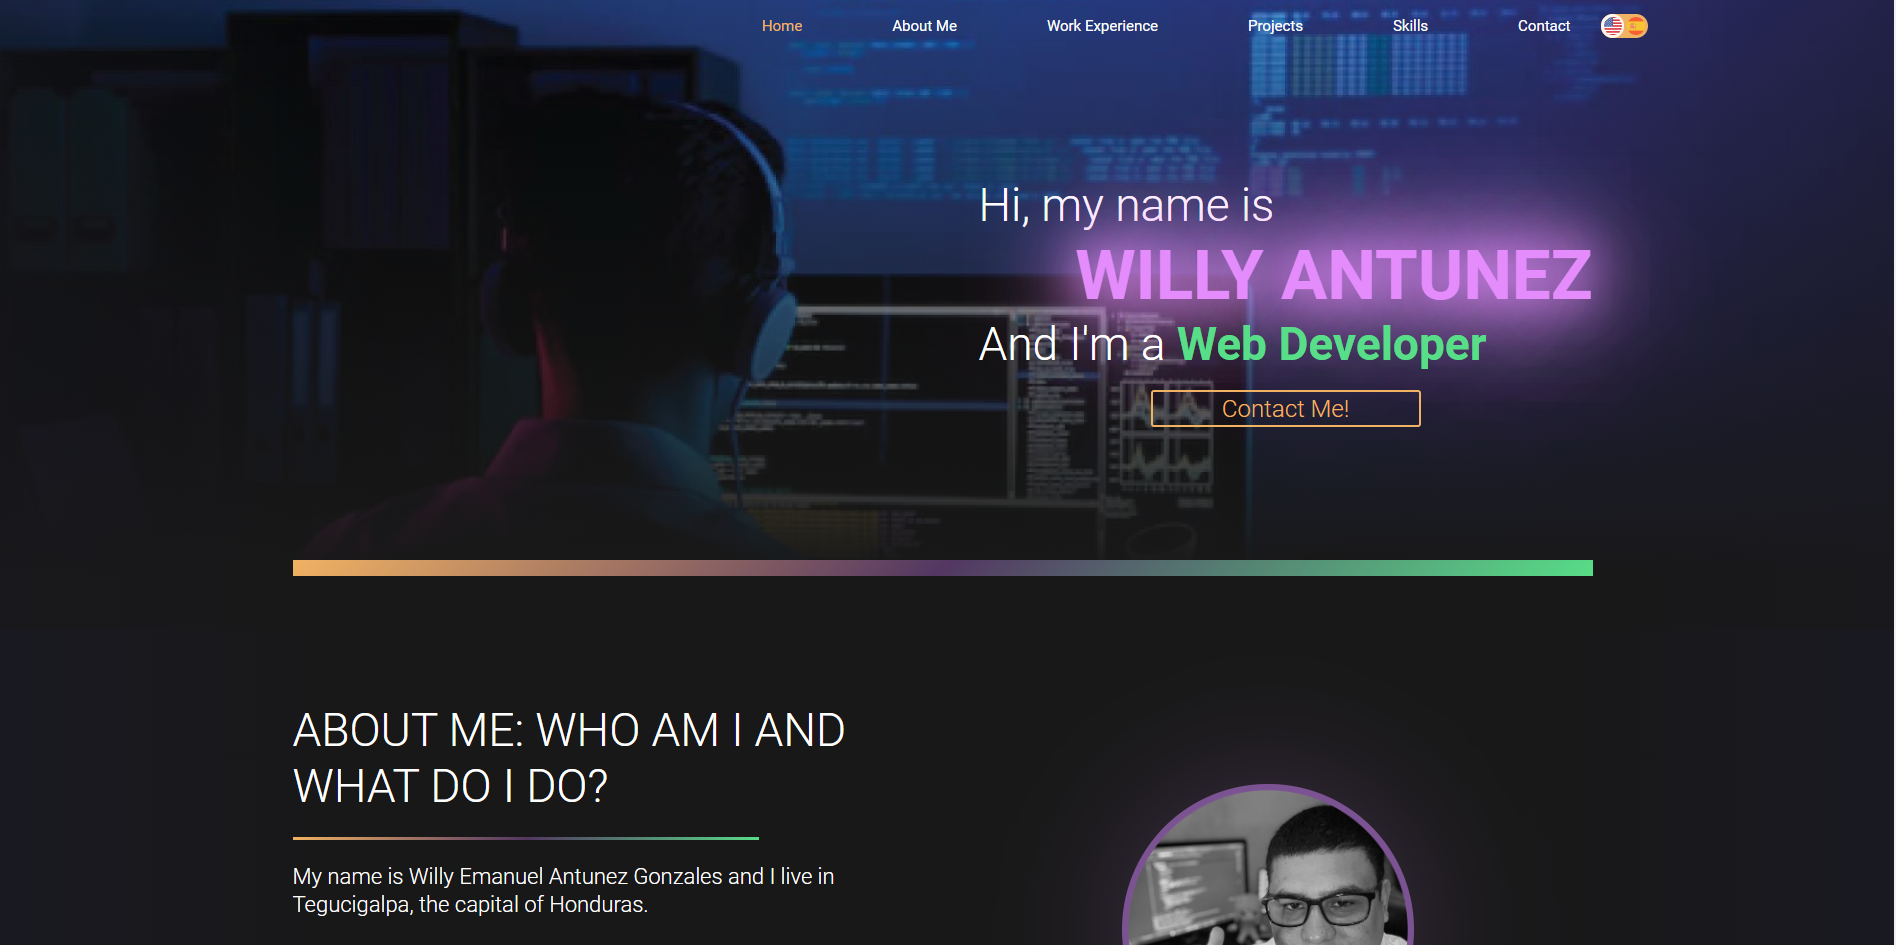 Home About Me Work Experience Projects Skills Contact
Hi, my name is
WILLY ANTUNEZ
And I'm a Web Developer
Contact Me!
ABOUT ME: WHO AM I AND
WHAT DO I DO?
My name is Willy Emanuel Antunez Gonzales and I live in
Tegucigalpa, the capital of Honduras.